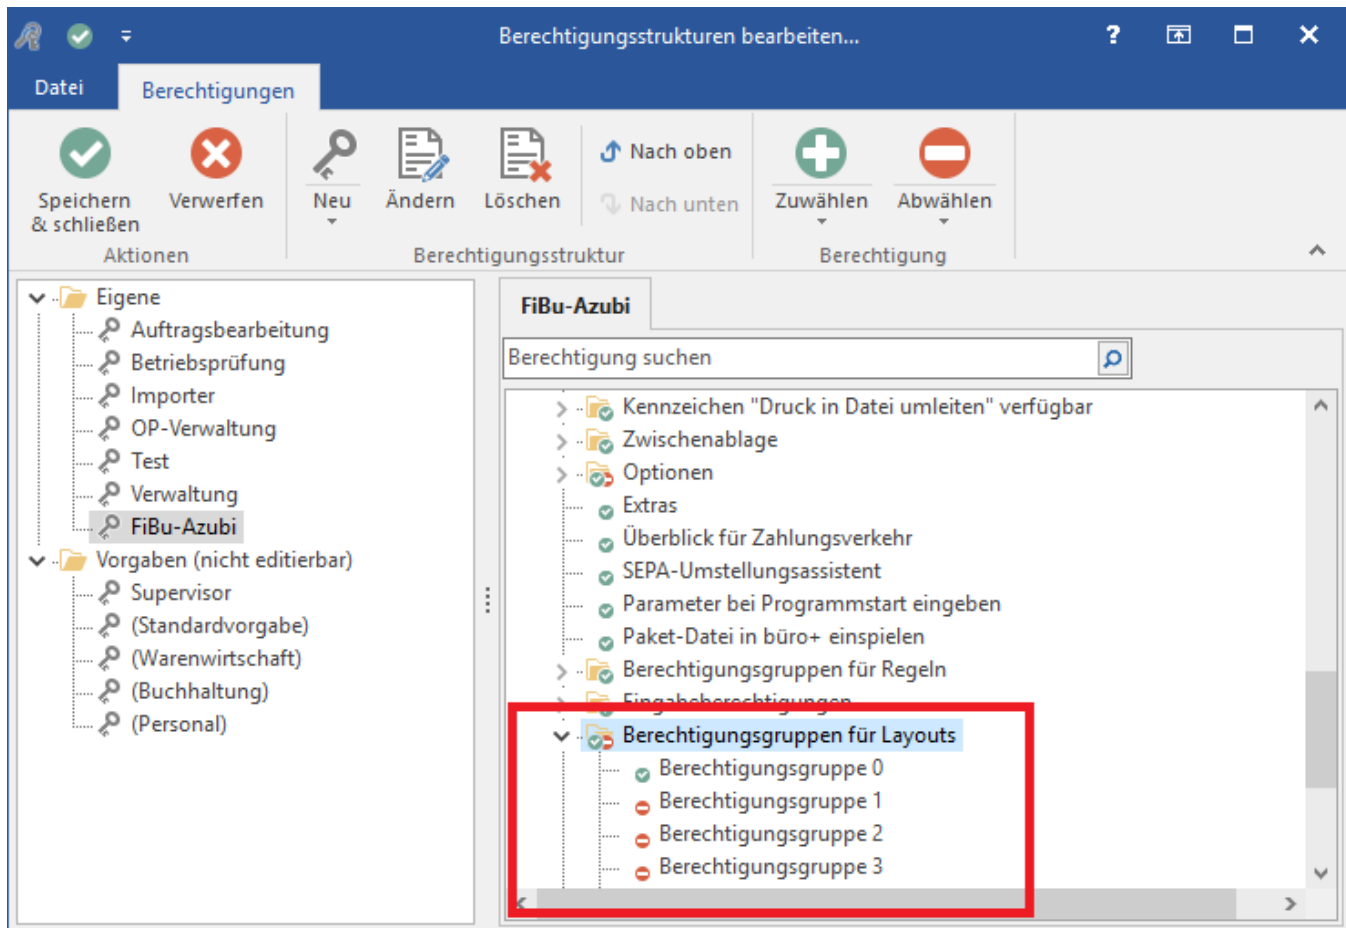 Berechtigungsstrukturen bearbeiten...
?
Datei
Berechtigungen
Speichern
& schließen
Verwerfen
Neu
Ändern
Löschen
Nach oben
Nach unten
Zuwählen
Abwählen
Aktionen
Berechtigungsstruktur
Berechtigung
Eigene
Auftragsbearbeitung
Betriebsprüfung
Importer
OP-Verwaltung
Test
Verwaltung
FiBu-Azubi
Vorgaben (nicht editierbar)
Supervisor
(Standardvorgabe)
(Warenwirtschaft)
(Buchhaltung)
(Personal)
FiBu-Azubi
Berechtigung suchen
Kennzeichen "Druck in Datei umleiten" verfügbar
Zwischenablage
Optionen
Extras
Überblick für Zahlungsverkehr
SEPA-Umstellungsassistent
Parameter bei Programmstart eingeben
Paket-Datei in büro+ einspielen
Berechtigungsgruppen für Regeln
Eingabeberechtigungen
Berechtigungsgruppen für Layouts
Berechtigungsgruppe 0
Berechtigungsgruppe 1
Berechtigungsgruppe 2
Berechtigungsgruppe 3